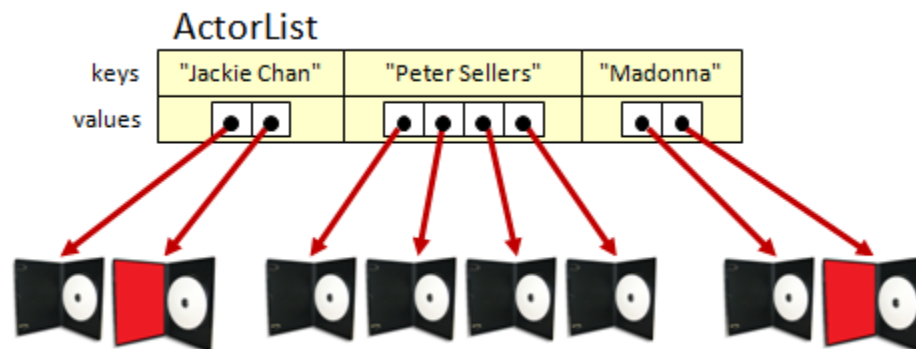 ActorList
keys "Jackie Chan" "Peter Sellers" "Madonna"
values